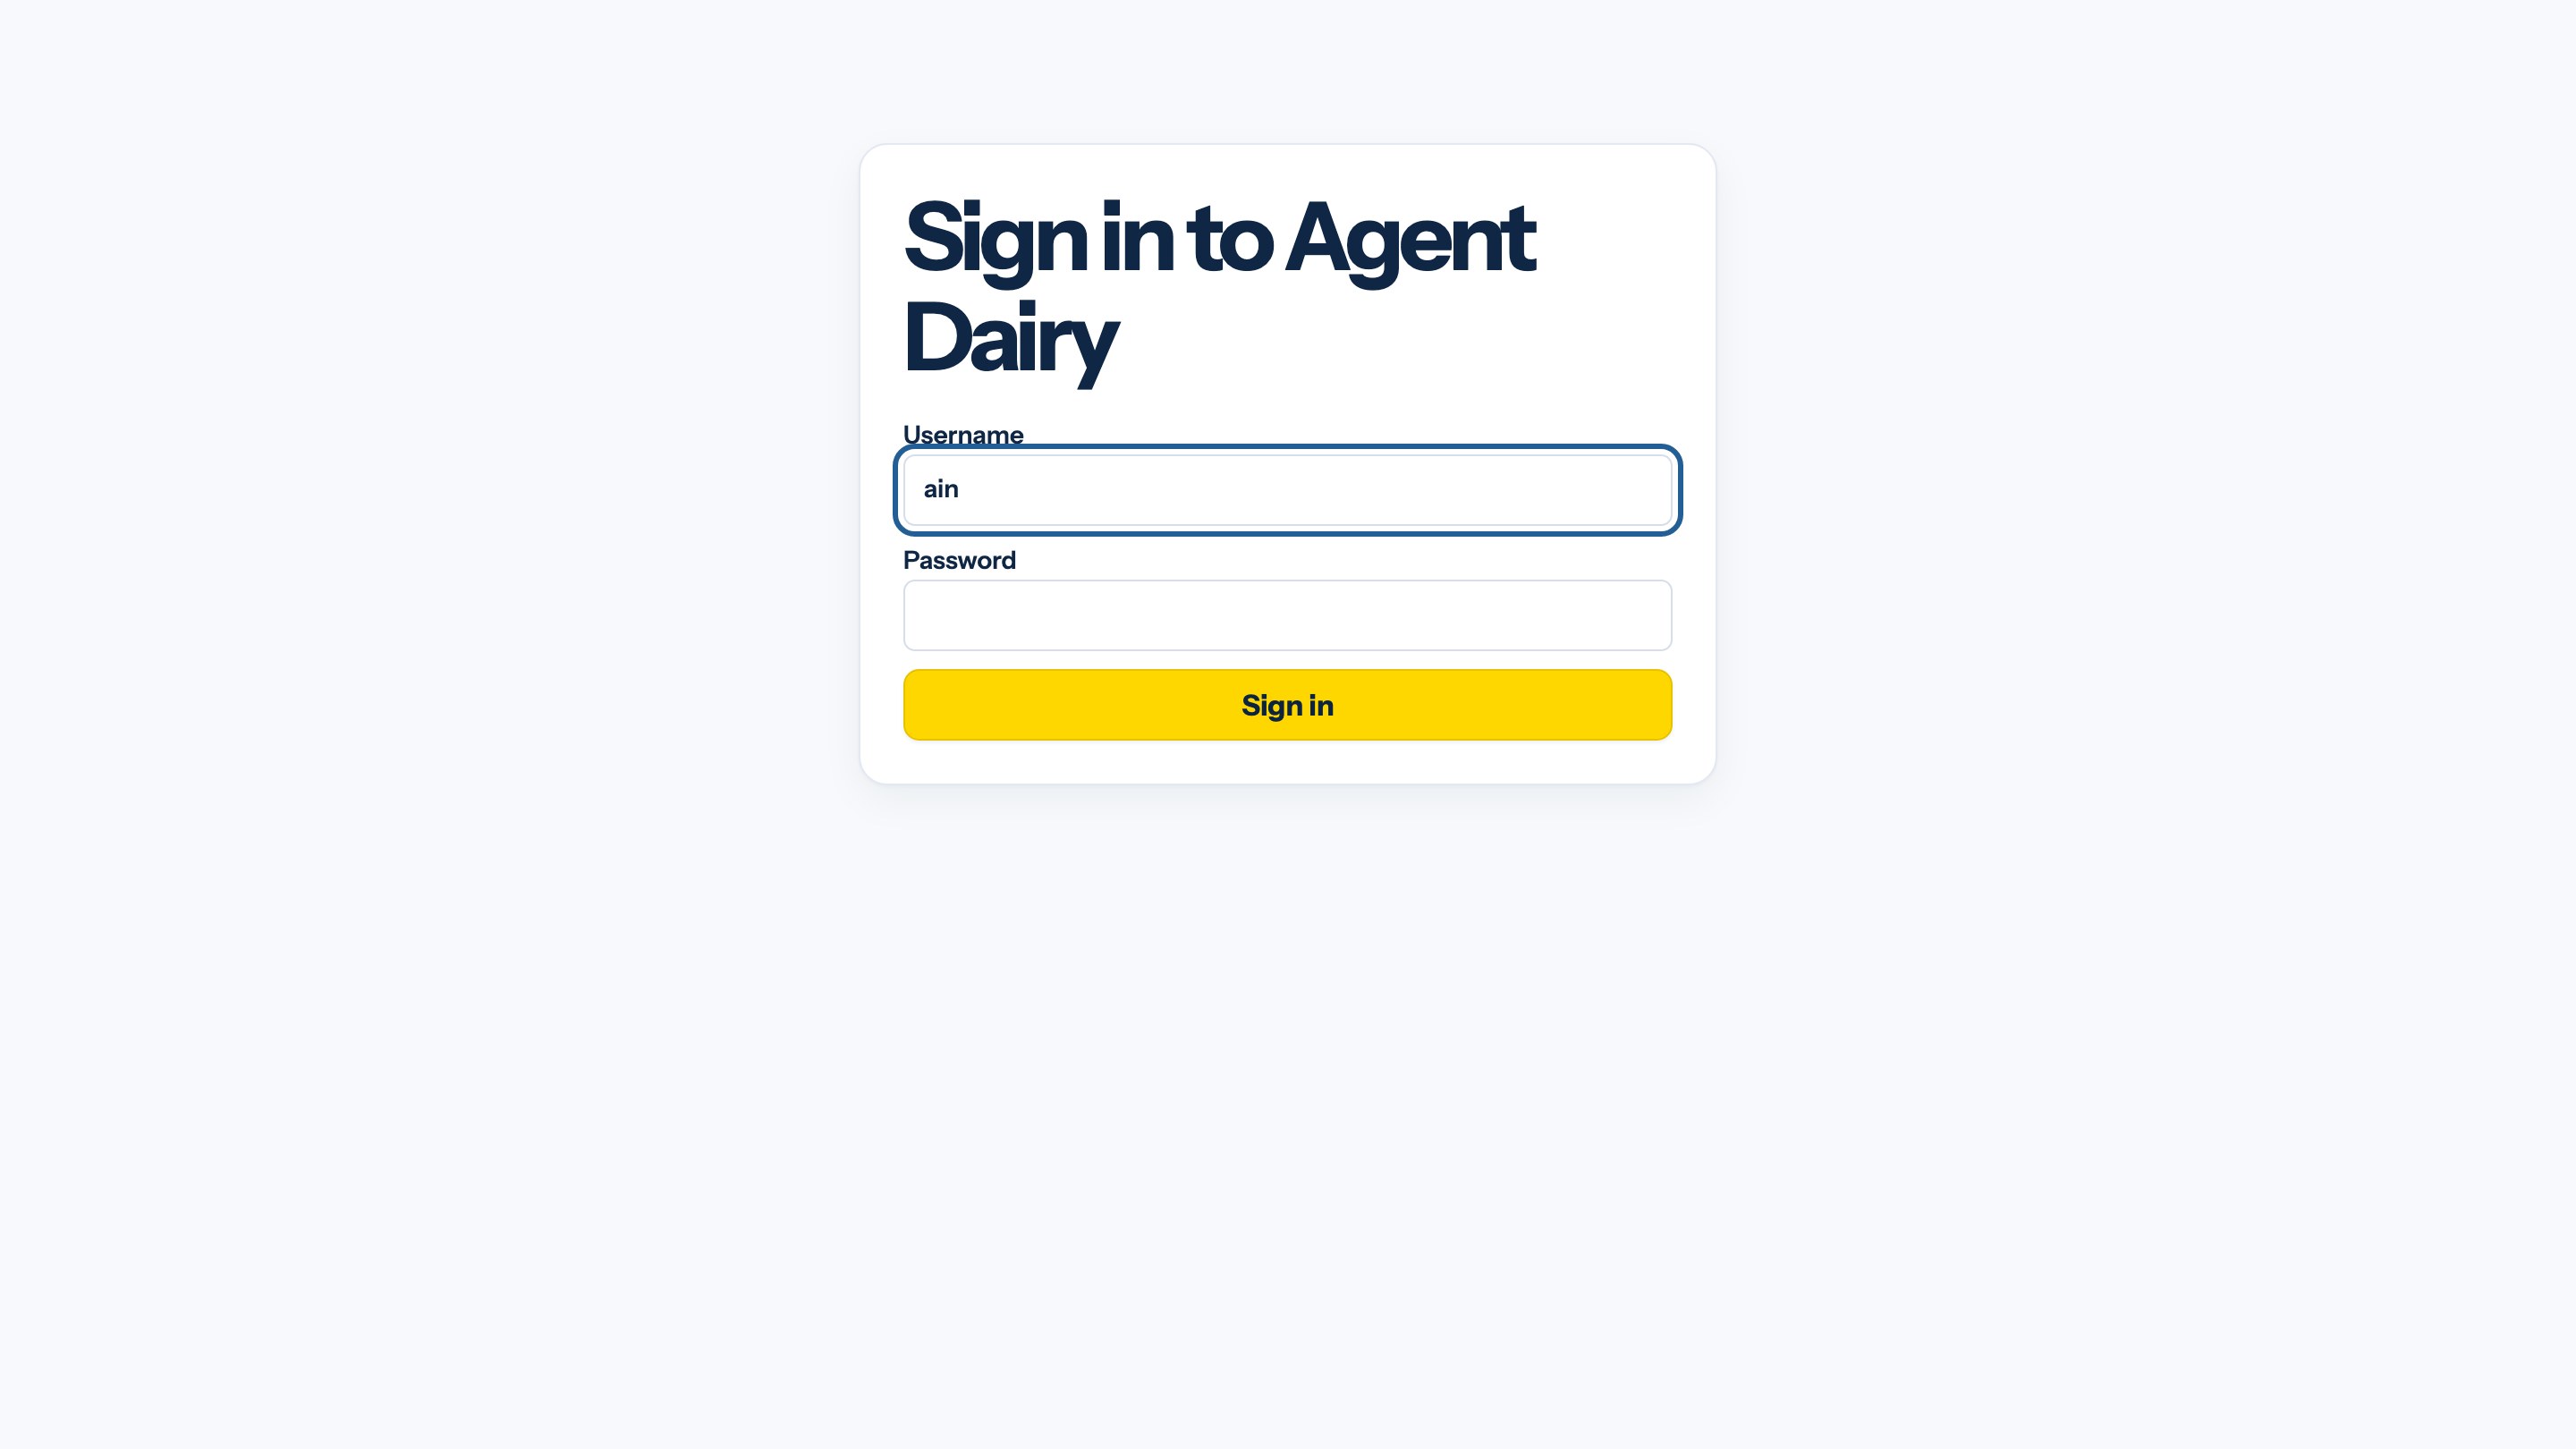 Sign in to Agent
Dairy
Username
ain
Password
Sign in